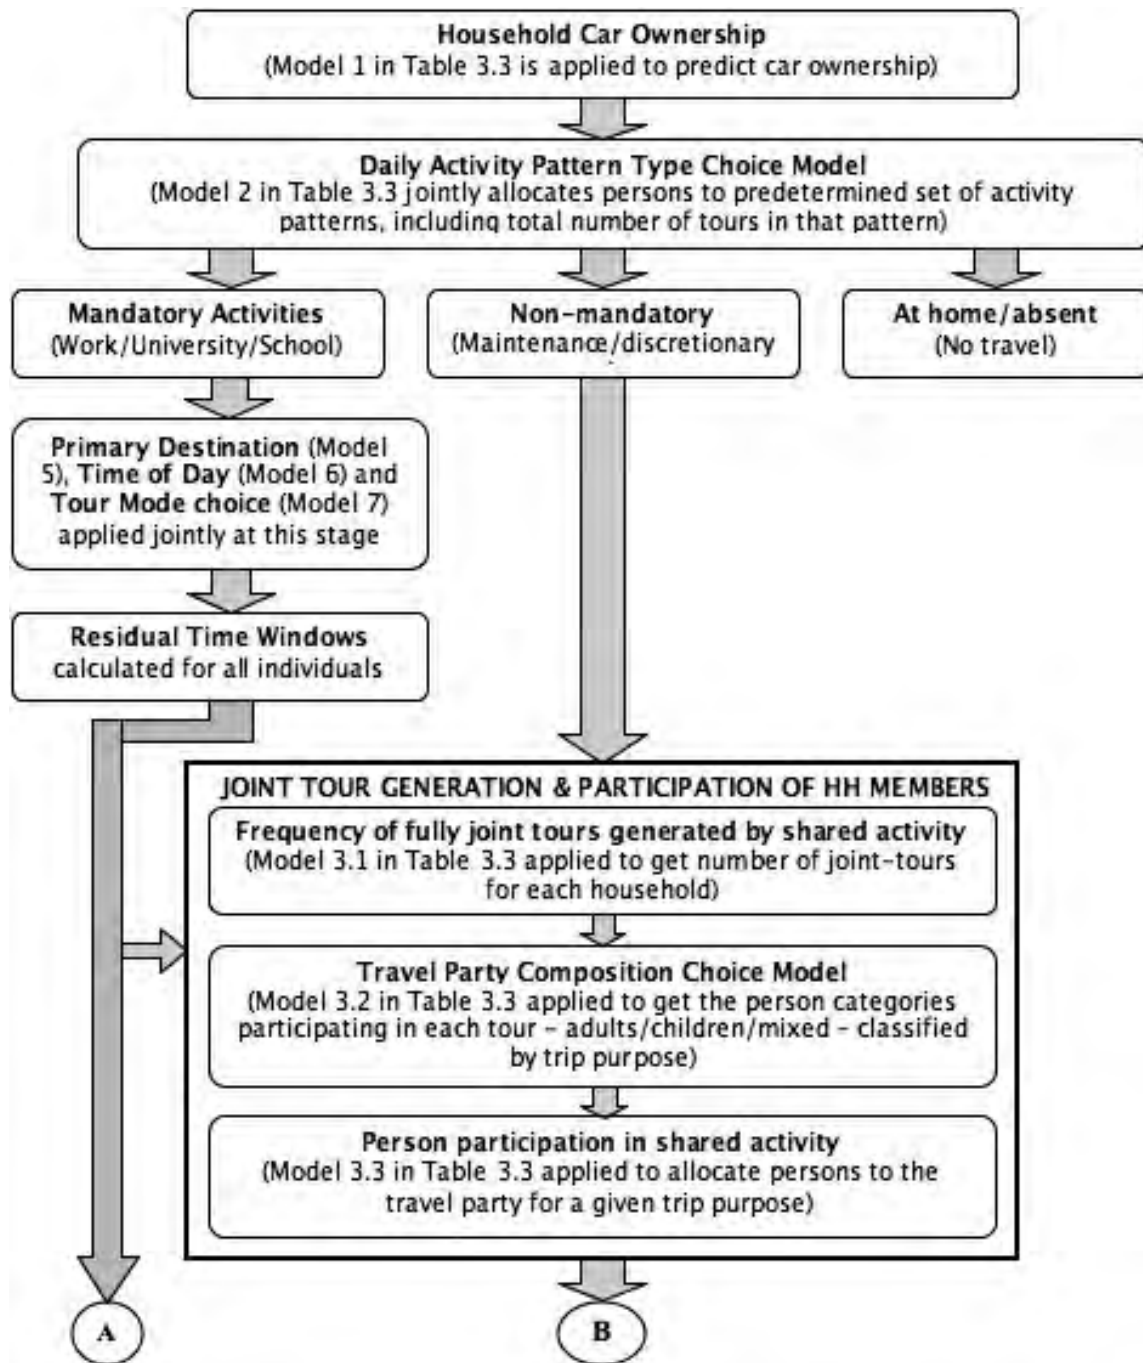 Household Car Ownership
(Model 1 in Table 3.3 is applied to predict car ownership)
Daily Activity Pattern Type Choice Model
(Model 2 in Table 3.3 jointly allocates persons to predetermined set of activity
patterns, including total number of tours in that pattern)
Mandatory Activities
(Work/University/School)
Non-mandatory
(Maintenance/discretionary
At home/absent
(No travel)
Primary Destination (Model
5), Time of Day (Model 6) and
Tour Mode choice (Model 7)
applied jointly at this stage
Residual Time Windows
calculated for all individuals
JOINT TOUR GENERATION & PARTICIPATION OF HH MEMBERS
Frequency of fully joint tours generated by shared activity
(Model 3.1 in Table 3.3 applied to get number of joint-tours
for each household)
Travel Party Composition Choice Model
(Model 3.2 in Table 3.3 applied to get the person categories
participating in each tour - adults/children/mixed - classified
by trip purpose)
Person participation in shared activity
(Model 3.3 in Table 3.3 applied to allocate persons to the
travel party for a given trip purpose)
A
B